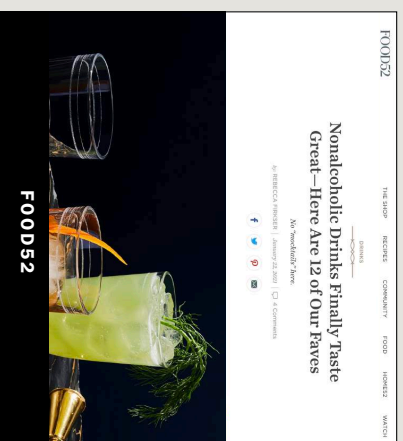 FOOD52
THE SHOP RECIPES COMMUNITY FOOD HOME52 WATCH
DRINKS
Nonalcoholic Drinks Finally Taste
Great—Here Are 12 of Our Faves
No "mocktails" here.
by REBECCA FIRKSER | January 22, 2021 | 4 Comments
FOOD52